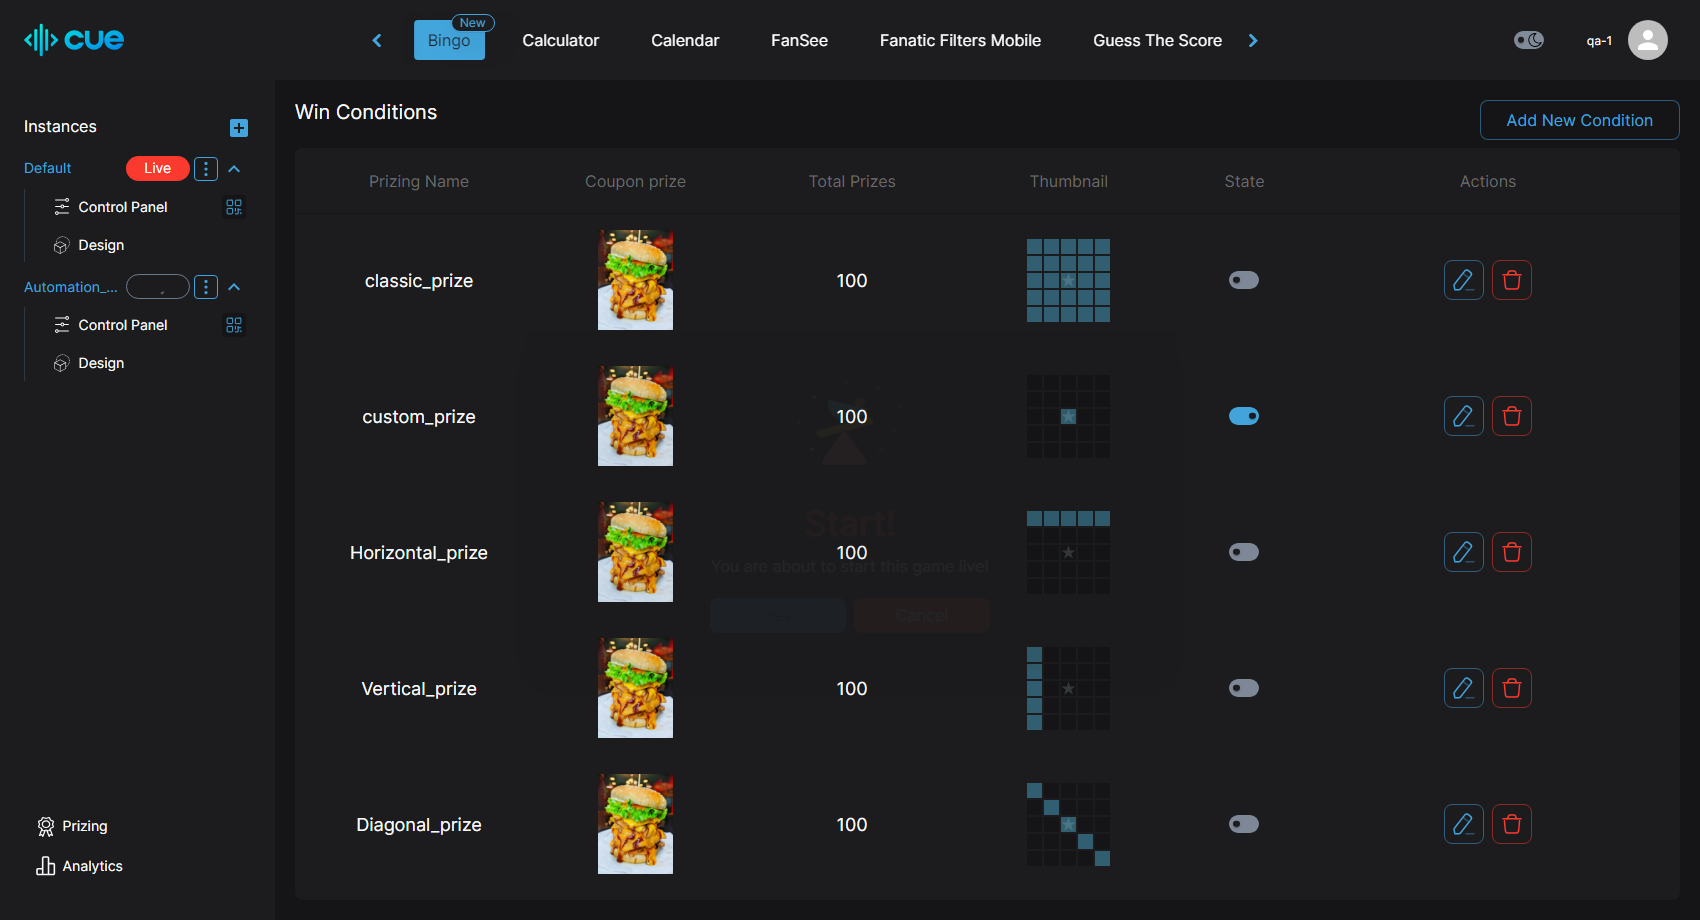 cue
New
Bingo
Calculator
Calendar
FanSee
Fanatic Filters Mobile
Guess The Score
qa-1
Instances
Default
Live
Control Panel
Design
Automation_...
Control Panel
Design
Prizing
Analytics
Win Conditions
Add New Condition
Prizing Name
Coupon prize
Total Prizes
Thumbnail
State
Actions
classic_prize
100
custom_prize
100
Start!
Horizontal_prize
100
You are about to start this game live!
Cancel
Vertical_prize
100
Diagonal_prize
100